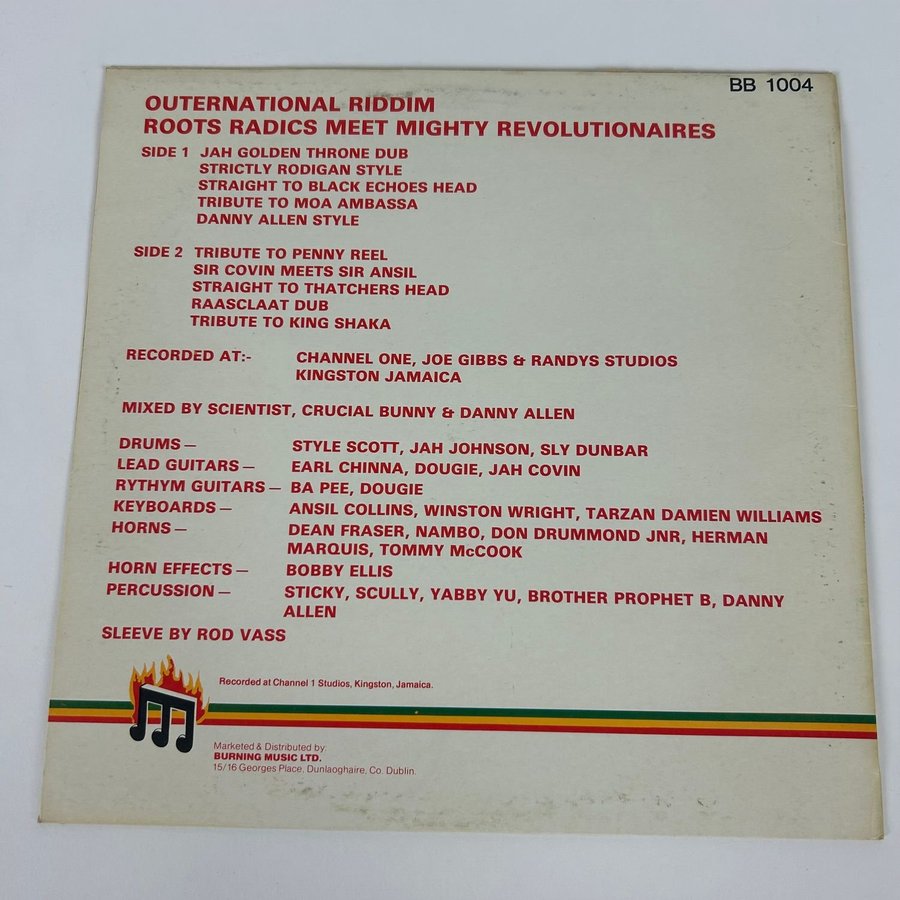 BB 1004
OUTERNATIONAL RIDDIM
ROOTS RADICS MEET MIGHTY REVOLUTIONAIRES
SIDE 1 JAH GOLDEN THRONE DUB
STRICTLY RODIGAN STYLE
STRAIGHT TO BLACK ECHOES HEAD
TRIBUTE TO MOA AMBASSA
DANNY ALLEN STYLE
SIDE 2 TRIBUTE TO PENNY REEL
SIR COVIN MEETS SIR ANSIL
STRAIGHT TO THATCHERS HEAD
RAASCLAAT DUB
TRIBUTE TO KING SHAKA
RECORDED AT:- CHANNEL ONE, JOE GIBBS & RANDYS STUDIOS
KINGSTON JAMAICA
MIXED BY SCIENTIST, CRUCIAL BUNNY & DANNY ALLEN
DRUMS — STYLE SCOTT, JAH JOHNSON, SLY DUNBAR
LEAD GUITARS — EARL CHINNA, DOUGIE, JAH COVIN
RYTHYM GUITARS — BA PEE, DOUGIE
KEYBOARDS — ANSIL COLLINS, WINSTON WRIGHT, TARZAN DAMIEN WILLIAMS
HORNS — DEAN FRASER, NAMBO, DON DRUMMOND JNR, HERMAN
MARQUIS, TOMMY McCOOK
HORN EFFECTS — BOBBY ELLIS
PERCUSSION — STICKY, SCULLY, YABBY YU, BROTHER PROPHET B, DANNY
ALLEN
SLEEVE BY ROD VASS
Recorded at Channel 1 Studios, Kingston, Jamaica.
Marketed & Distributed by
BURNING MUSIC LTD.
15/16 Georges Place, Dunlaoghaire, Co. Dublin.